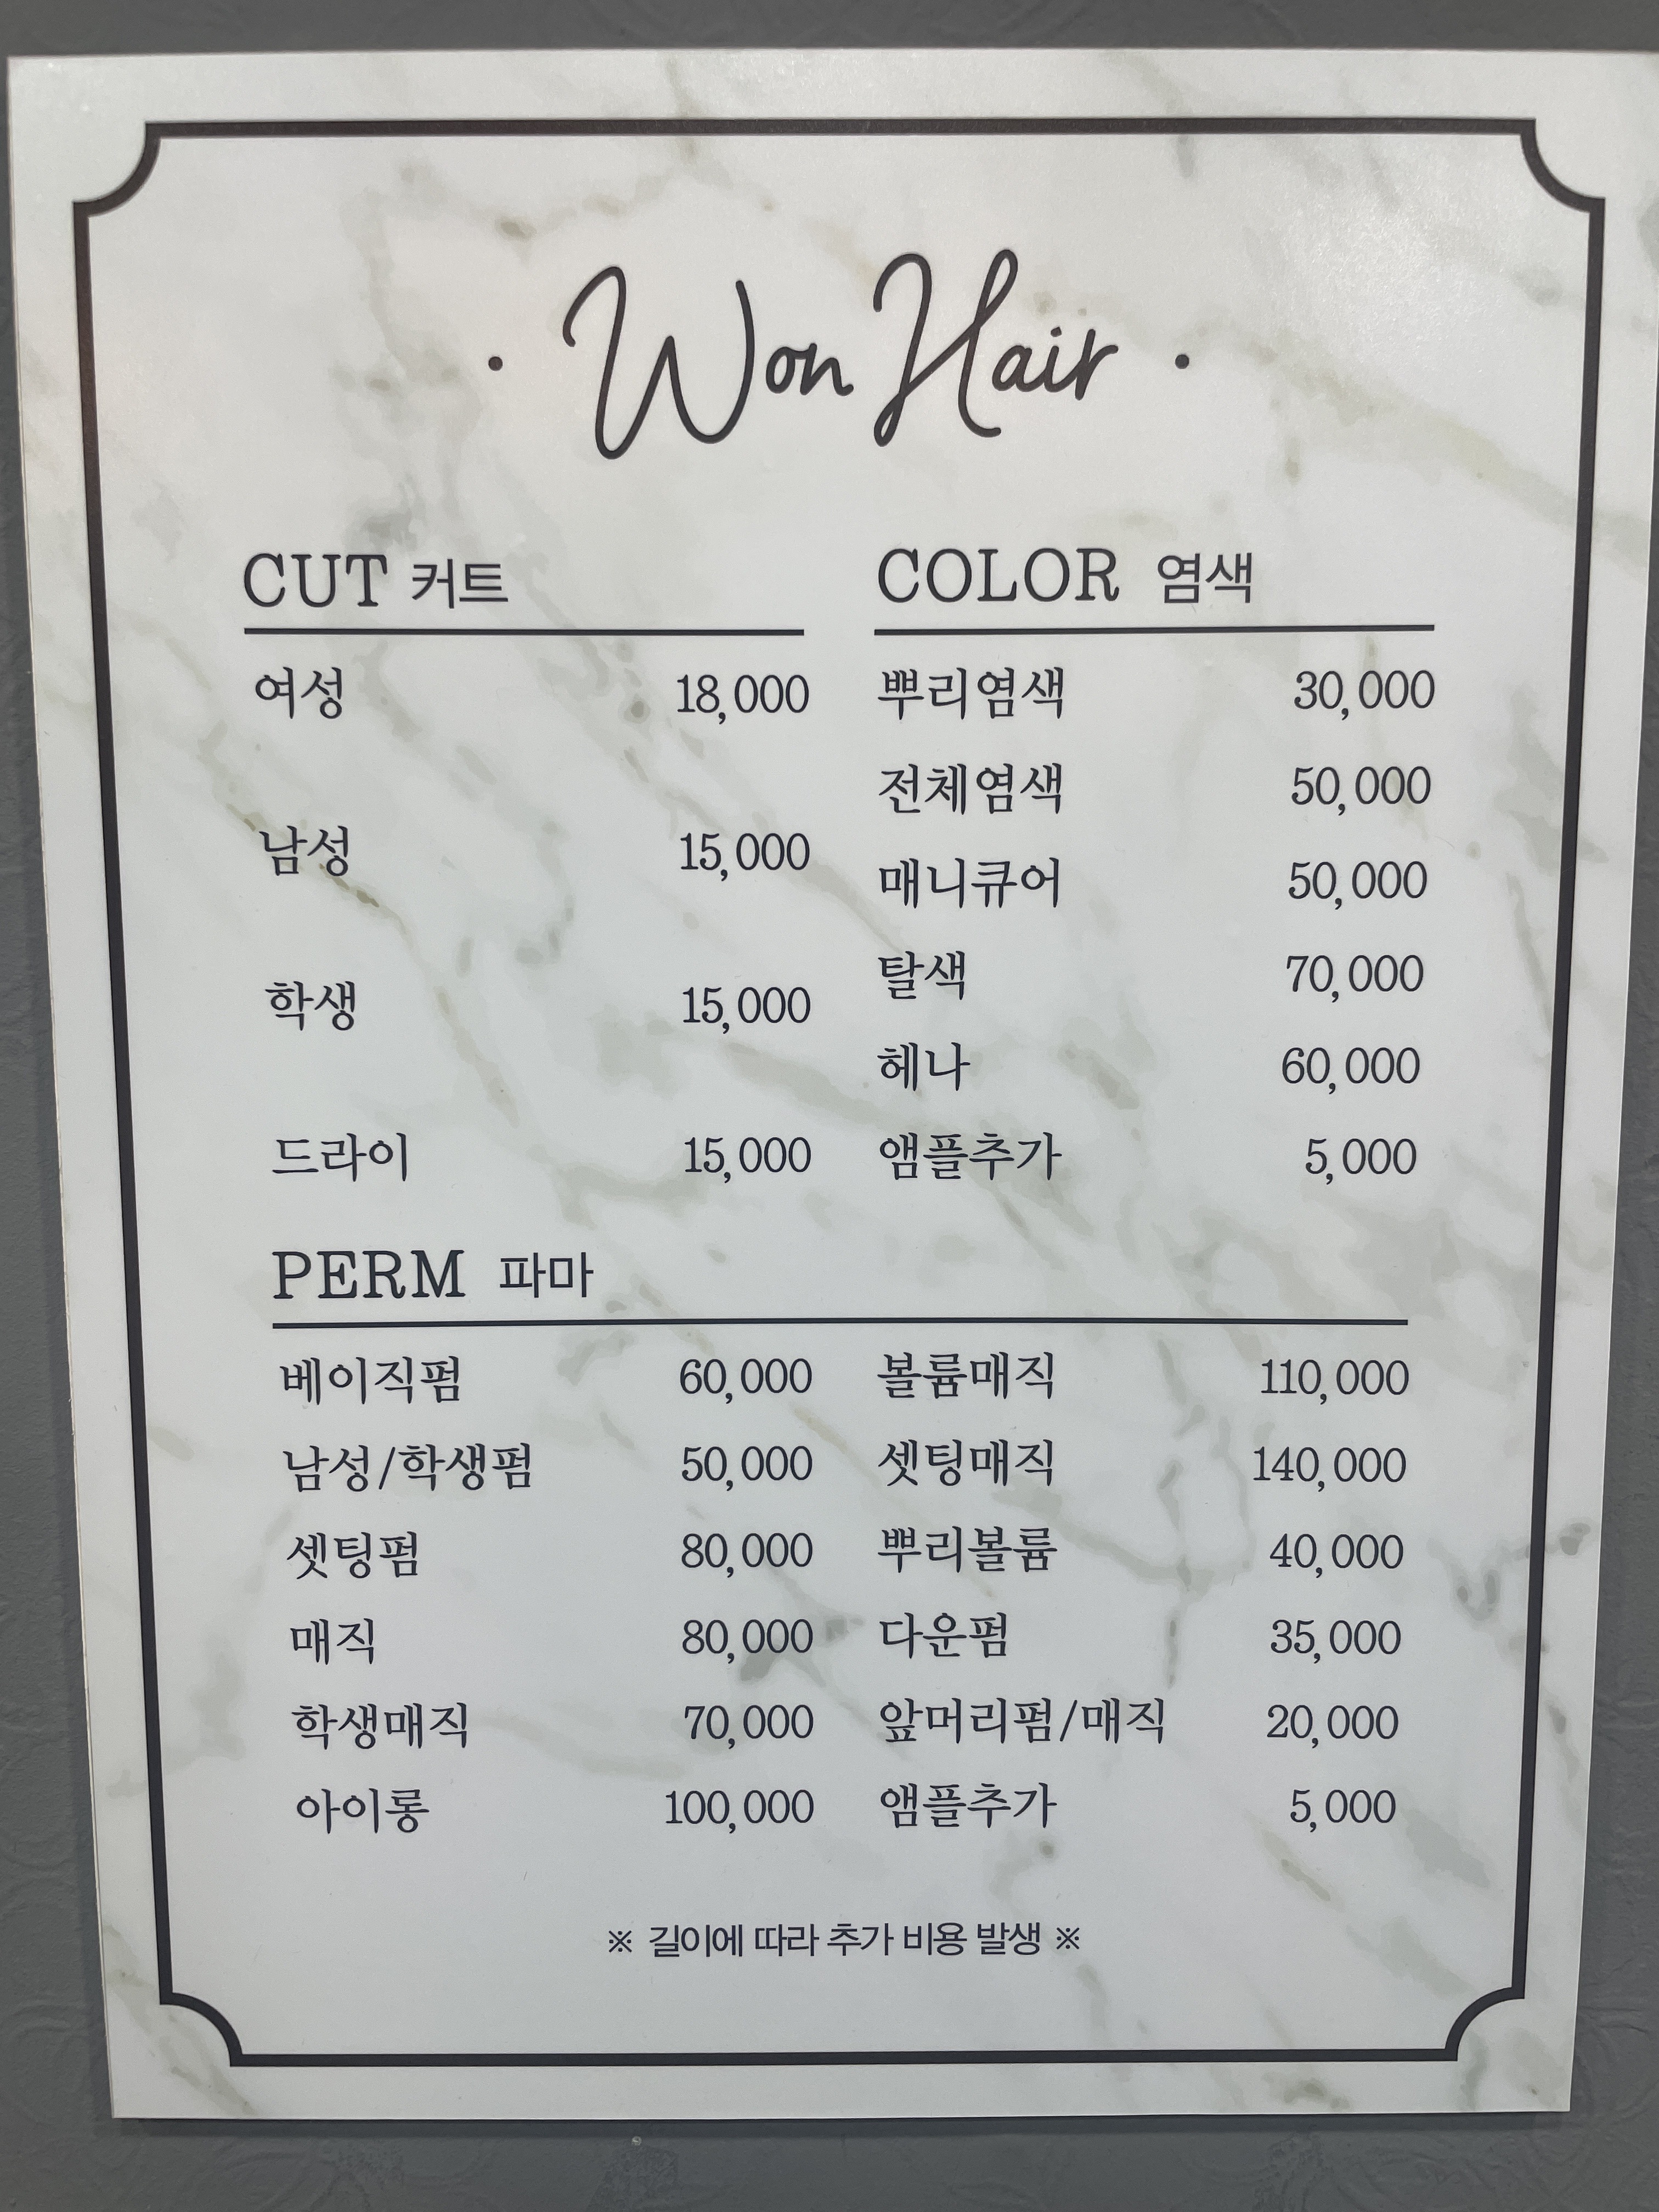 · Won Hair ·
CUT 커트
여성 18,000
남성 15,000
학생 15,000
드라이 15,000
COLOR 염색
뿌리염색 30,000
전체염색 50,000
매니큐어 50,000
탈색 70,000
헤나 60,000
앰플추가 5,000
PERM 파마
베이직펌 60,000
남성/학생펌 50,000
셋팅펌 80,000
매직 80,000
학생매직 70,000
아이롱 100,000
볼륨매직 110,000
셋팅매직 140,000
뿌리볼륨 40,000
다운펌 35,000
앞머리펌/매직 20,000
앰플추가 5,000
※ 길이에 따라 추가 비용 발생 ※